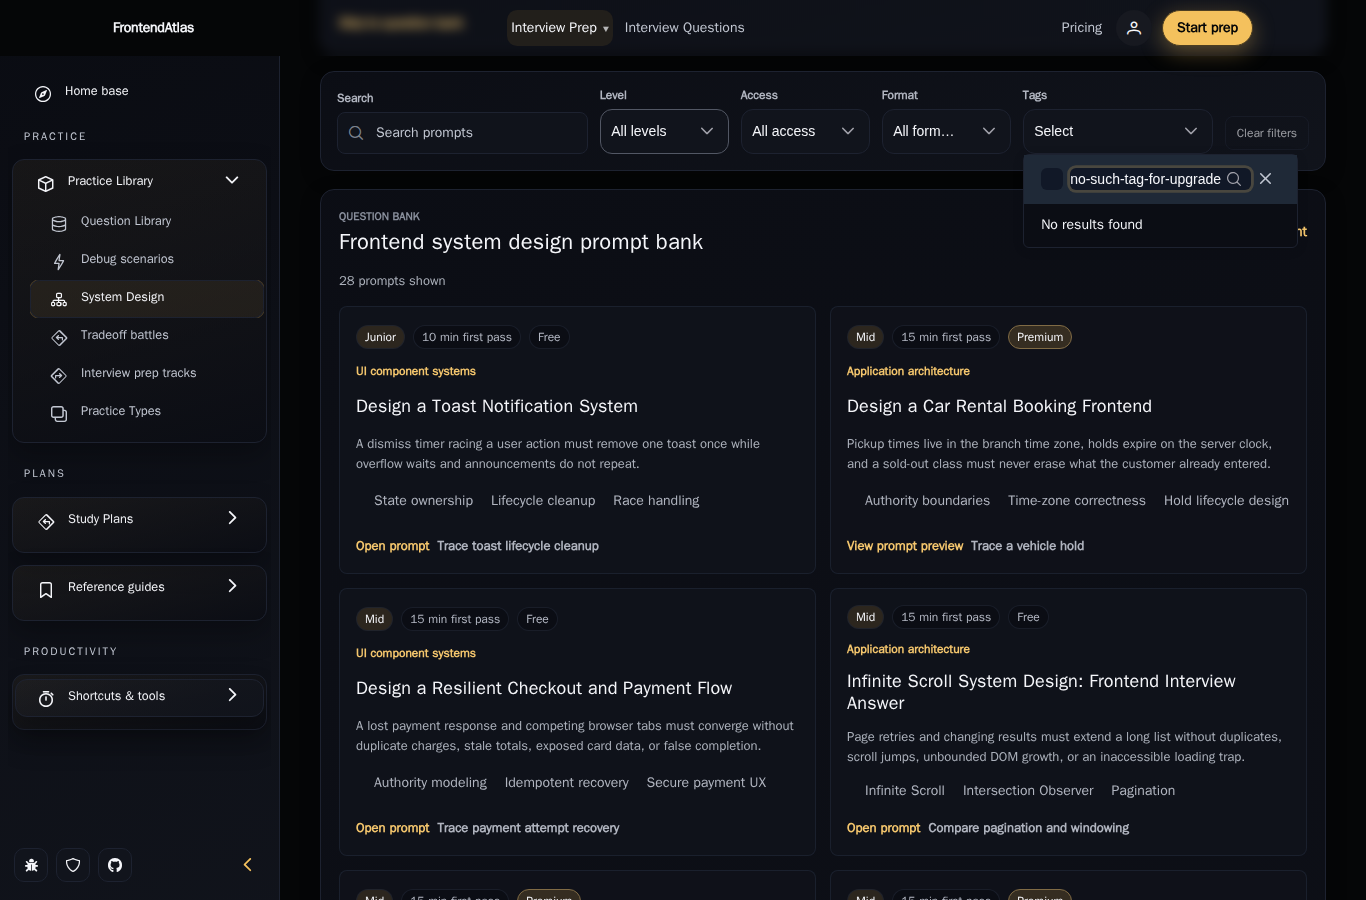 FrontendAtlas
Interview Prep
Interview Questions
Pricing
Start prep
Home base
PRACTICE
Practice Library
Question Library
Debug scenarios
System Design
Tradeoff battles
Interview prep tracks
Practice Types
PLANS
Study Plans
Reference guides
PRODUCTIVITY
Shortcuts & tools
Search
Search prompts
Level
All levels
Access
All access
Format
All form...
Tags
Select
Clear filters
no-such-tag-for-upgrade
No results found
QUESTION BANK
Frontend system design prompt bank
nt
28 prompts shown
Junior 10 min first pass Free
UI component systems
Design a Toast Notification System
A dismiss timer racing a user action must remove one toast once while
overflow waits and announcements do not repeat.
State ownership Lifecycle cleanup Race handling
Open prompt Trace toast lifecycle cleanup
Mid 15 min first pass Premium
Application architecture
Design a Car Rental Booking Frontend
Pickup times live in the branch time zone, holds expire on the server clock,
and a sold-out class must never erase what the customer already entered.
Authority boundaries Time-zone correctness Hold lifecycle design
View prompt preview Trace a vehicle hold
Mid 15 min first pass Free
UI component systems
Design a Resilient Checkout and Payment Flow
A lost payment response and competing browser tabs must converge without
duplicate charges, stale totals, exposed card data, or false completion.
Authority modeling Idempotent recovery Secure payment UX
Open prompt Trace payment attempt recovery
Mid 15 min first pass Free
Application architecture
Infinite Scroll System Design: Frontend Interview
Answer
Page retries and changing results must extend a long list without duplicates,
scroll jumps, unbounded DOM growth, or an inaccessible loading trap.
Infinite Scroll Intersection Observer Pagination
Open prompt Compare pagination and windowing
Mid 15 min first pass Premium
Mid 15 min first pass Premium